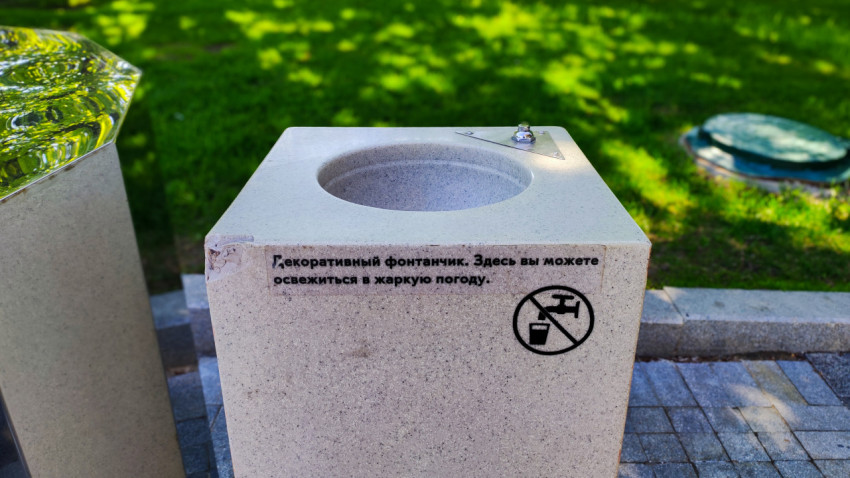 Декоративный фонтанчик. Здесь вы можете
освежиться в жаркую погоду.